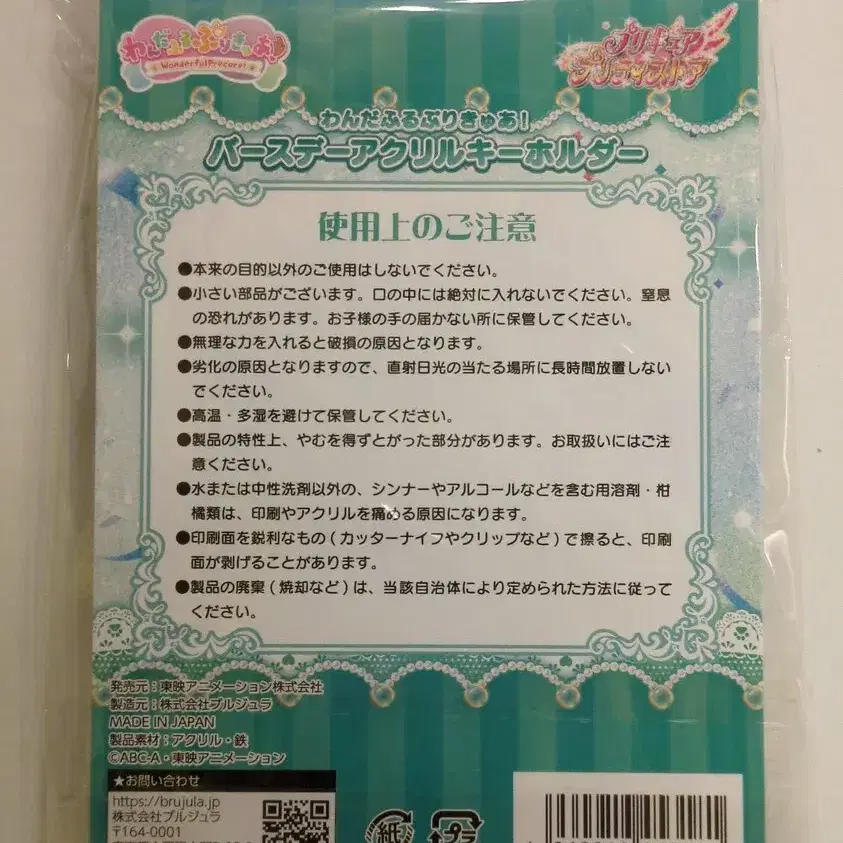 わんだふるぷりきゅあ!
WonderfulPrecure!
プリキュア
プリティストア
わんだふるぷりきゅあ!
バースデーアクリルキーホルダー
使用上のご注意
●本来の目的以外のご使用はしないでください。
●小さい部品がございます。口の中には絶対に入れないでください。窒息
の恐れがあります。お子様の手の届かない所に保管してください。
●無理な力を入れると破損の原因となります。
●劣化の原因となりますので、直射日光の当たる場所に長時間放置しない
でください。
●高温・多湿を避けて保管してください。
●製品の特性上、やむを得ずとがった部分があります。お取扱いにはご注
意ください。
●水または中性洗剤以外の、シンナーやアルコールなどを含む用溶剤・柑
橘類は、印刷やアクリルを痛める原因になります。
●印刷面を鋭利なもの(カッターナイフやクリップなど)で擦ると、印刷
面が剥げることがあります。
●製品の廃棄(焼却など)は、当該自治体により定められた方法に従って
ください。
発売元:東映アニメーション株式会社
製造元:株式会社ブルジュラ
MADE IN JAPAN
製品素材:アクリル・鉄
©ABC-A・東映アニメーション
★お問い合わせ
https://brujula.jp
株式会社ブルジュラ
〒164-0001
紙
プラ